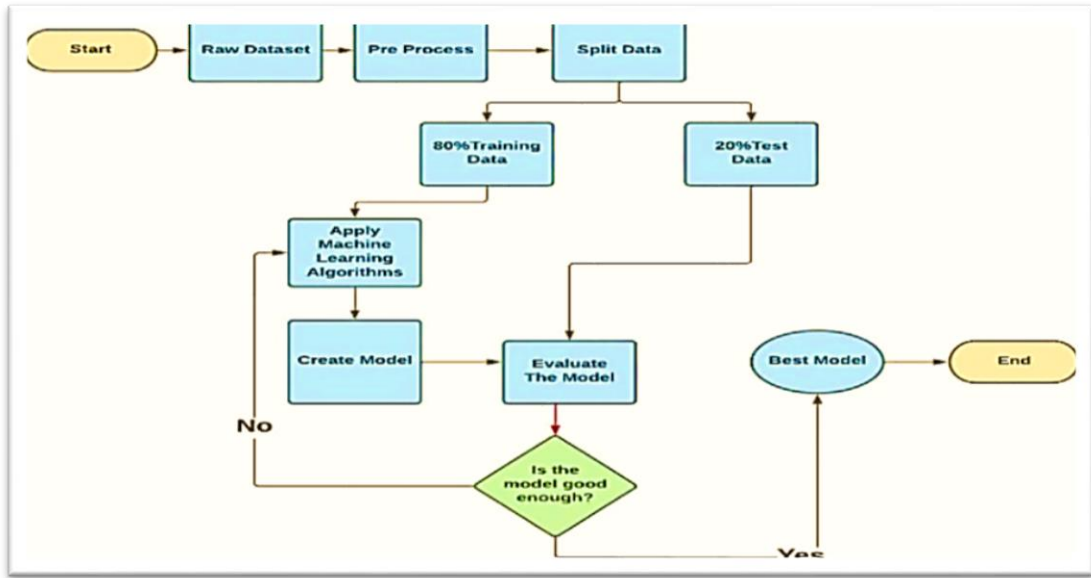 Start
Raw Dataset
Pre Process
Split Data
80%Training
Data
20%Test
Data
Apply
Machine
Learning
Algorithms
Create Model
Evaluate
The Model
Best Model
End
No
Is the
model good
enough?
Yes